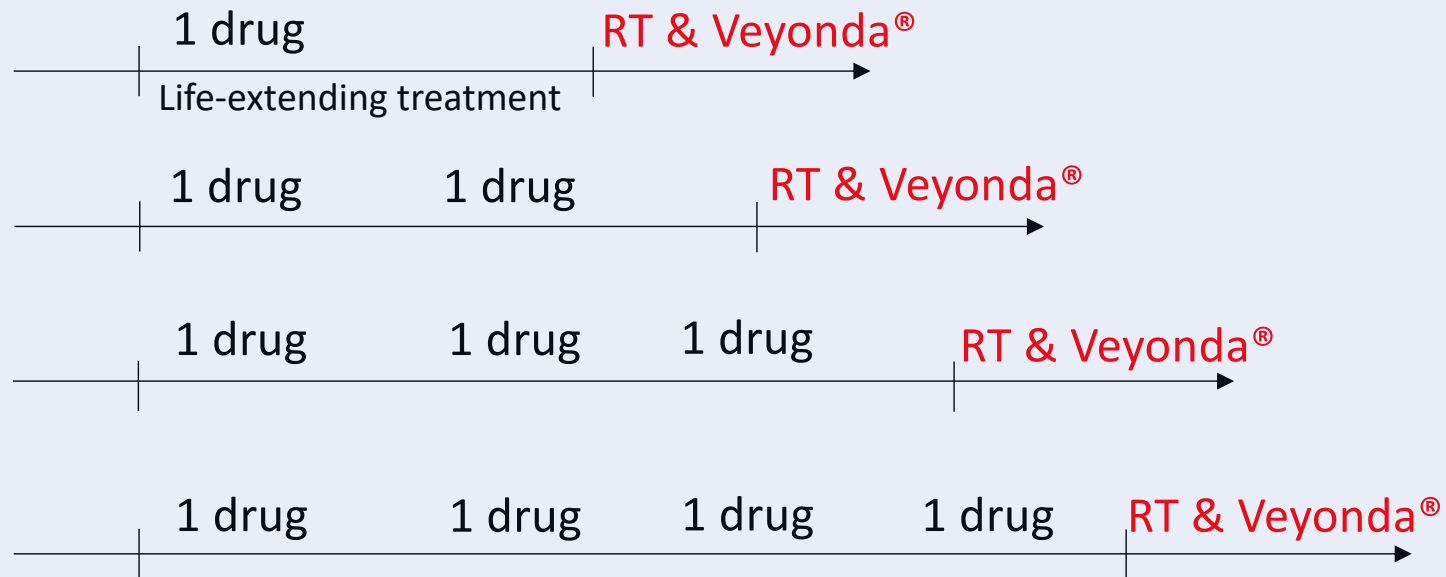 1 drug RT & Veyonda®
Life-extending treatment
1 drug 1 drug RT & Veyonda®
1 drug 1 drug 1 drug RT & Veyonda®
1 drug 1 drug 1 drug 1 drug RT & Veyonda®